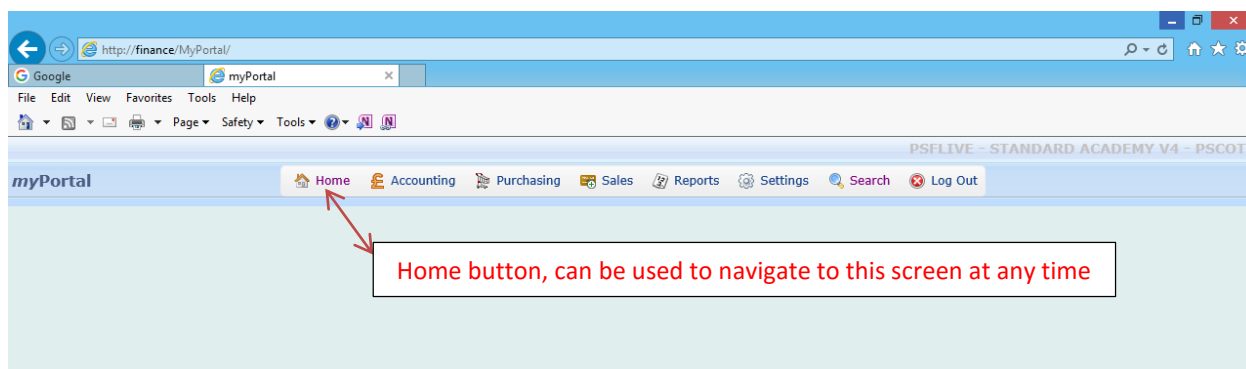 http://finance/MyPortal/
Google myPortal
File Edit View Favorites Tools Help
Page Safety Tools
PSFLIVE - STANDARD ACADEMY V4 - PSCOT
myPortal Home Accounting Purchasing Sales Reports Settings Search Log Out
Home button, can be used to navigate to this screen at any time